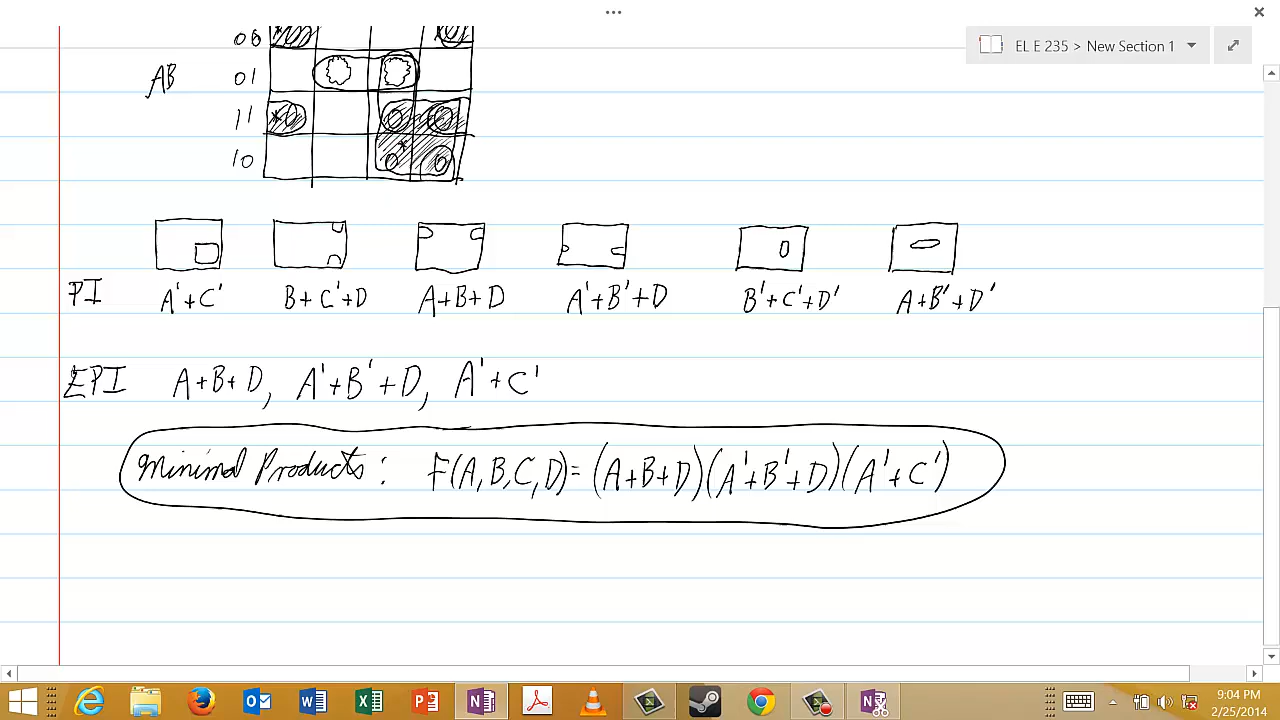 EL E 235 > New Section 1
00
AB 01
11
10
PI A'+C' B+C'+D A+B+D A'+B'+D B'+C'+D' A+B'+D'
EPI A+B+D, A'+B'+D, A'+C'
Minimal Products: F(A,B,C,D)=(A+B+D)(A'+B'+D)(A'+C')
9:04 PM
2/25/2014